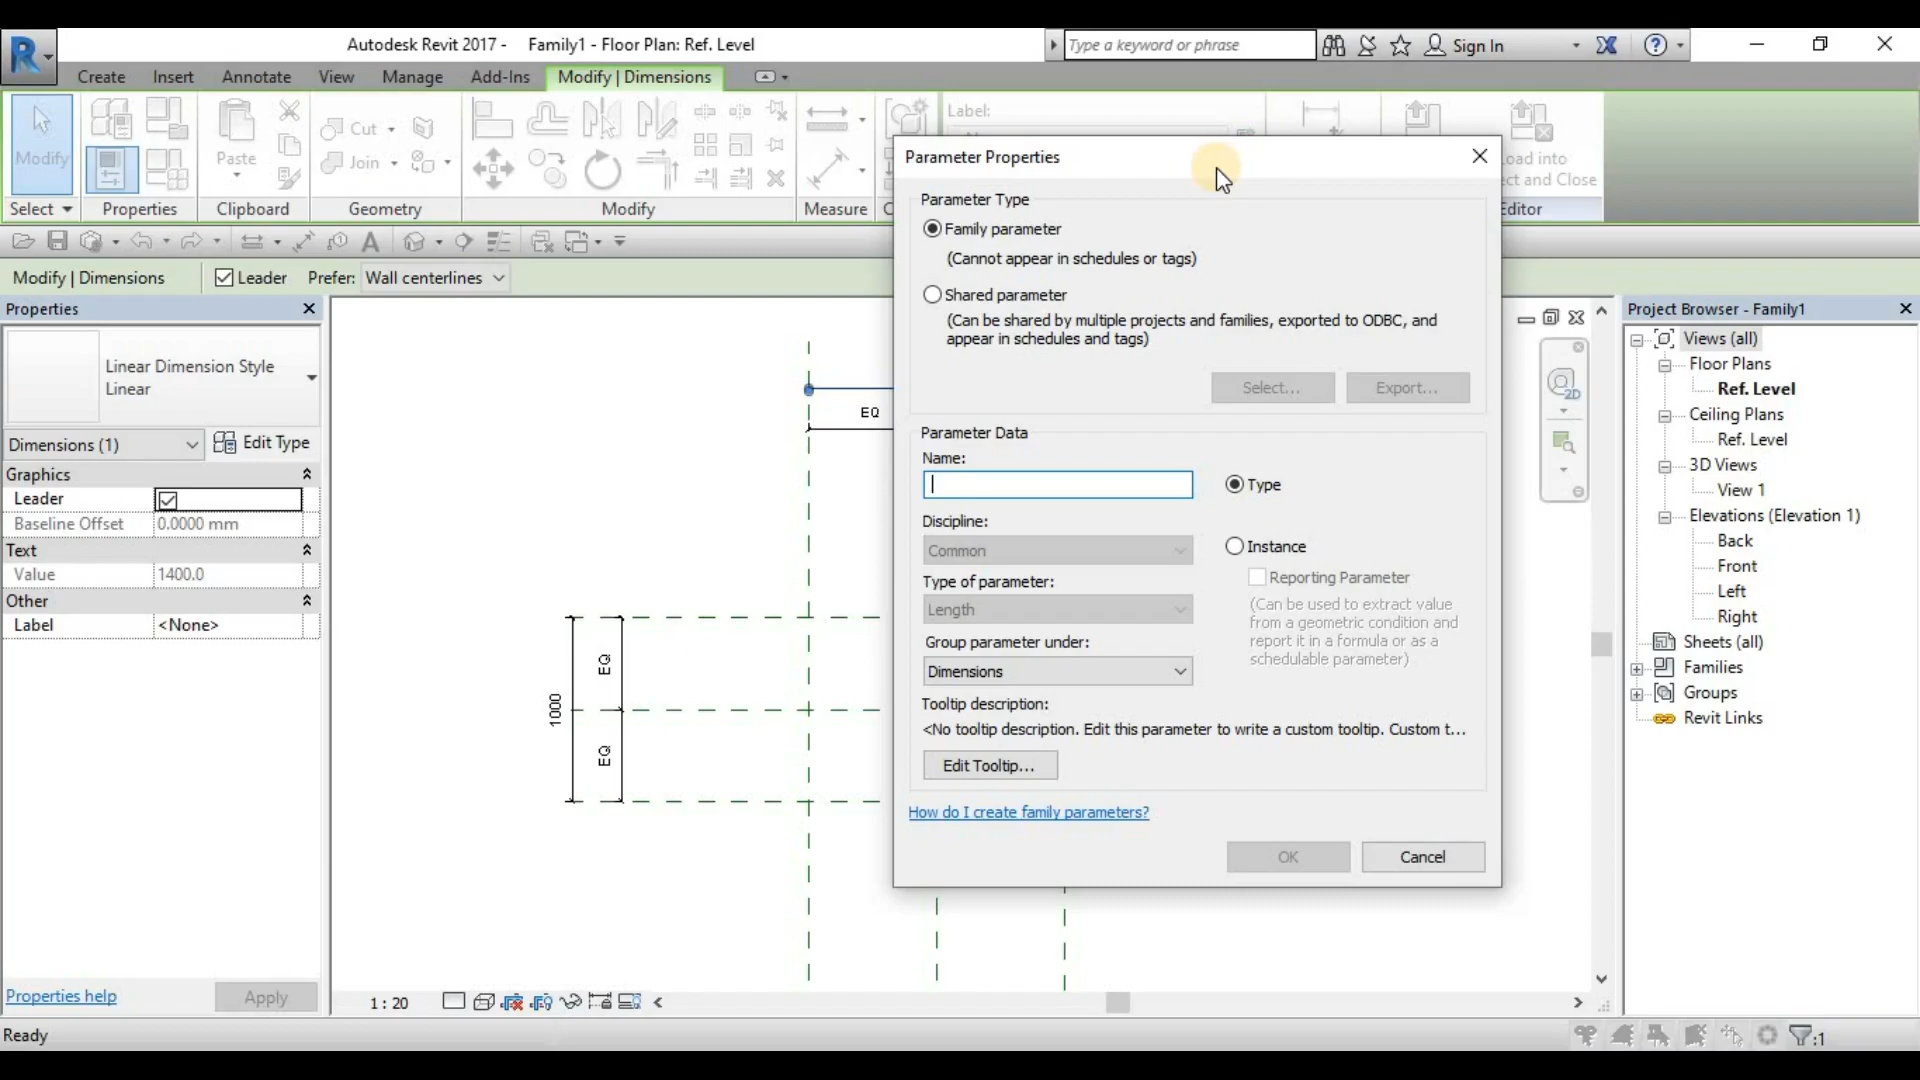 Autodesk Revit 2017 - Family1 - Floor Plan: Ref. Level
Type a keyword or phrase
Sign In
Create Insert Annotate View Manage Add-Ins Modify | Dimensions
Modify
Select
Properties
Paste
Clipboard
Cut
Join
Geometry
Modify
Measure
C
Label:
oad into
ect and Close
Editor
Modify | Dimensions
Leader
Prefer: Wall centerlines
Properties
Linear Dimension Style
Linear
Dimensions (1)
Edit Type
Graphics
Leader
Baseline Offset 0.0000 mm
Text
Value 1400.0
Other
Label <None>
Properties help
Apply
EQ
1000
EQ
EQ
2D
1 : 20
Ready
:1
Parameter Properties
Parameter Type
Family parameter
(Cannot appear in schedules or tags)
Shared parameter
(Can be shared by multiple projects and families, exported to ODBC, and
appear in schedules and tags)
Select...
Export...
Parameter Data
Name:
Type
Discipline:
Common
Instance
Type of parameter:
Reporting Parameter
Length
(Can be used to extract value
from a geometric condition and
report it in a formula or as a
schedulable parameter)
Group parameter under:
Dimensions
Tooltip description:
<No tooltip description. Edit this parameter to write a custom tooltip. Custom t...
Edit Tooltip...
How do I create family parameters?
OK
Cancel
Project Browser - Family1
Views (all)
Floor Plans
Ref. Level
Ceiling Plans
Ref. Level
3D Views
View 1
Elevations (Elevation 1)
Back
Front
Left
Right
Sheets (all)
Families
Groups
Revit Links